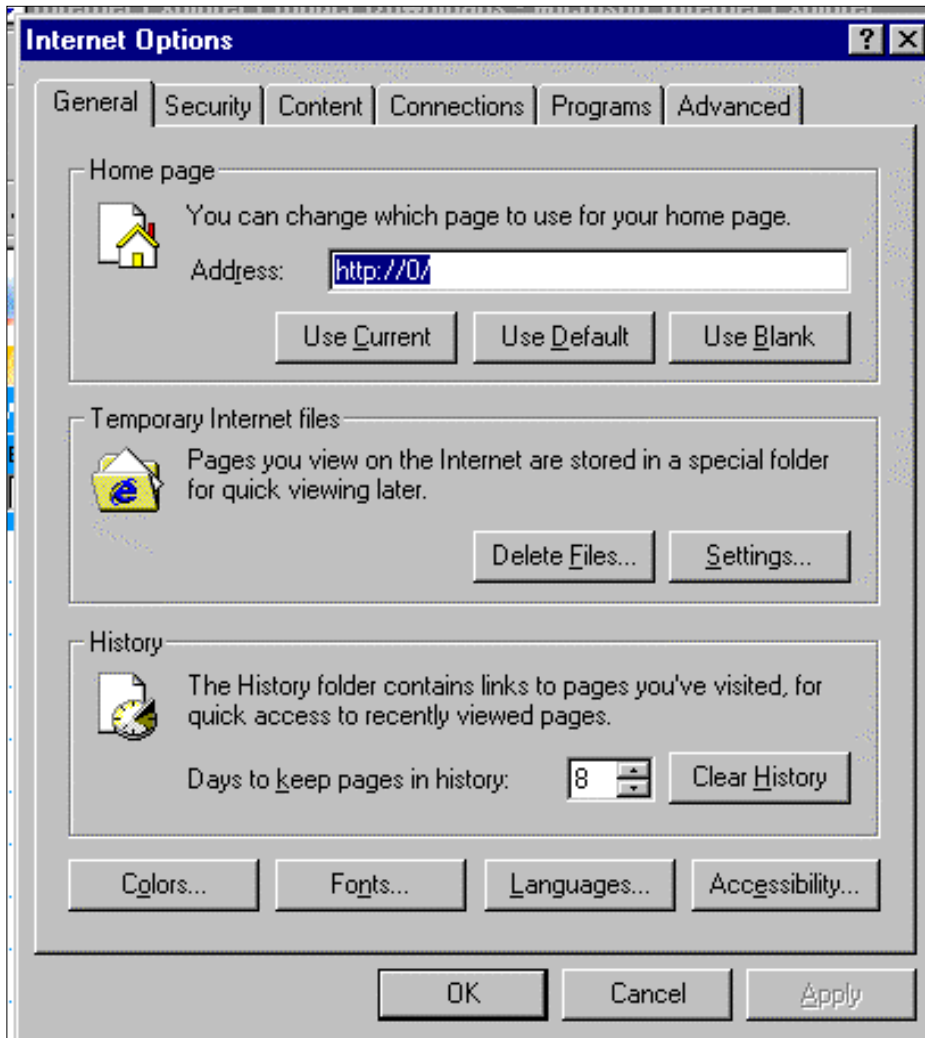 Internet Options
General Security Content Connections Programs Advanced
Home page
You can change which page to use for your home page.
Address: http://0/
Use Current Use Default Use Blank
Temporary Internet files
Pages you view on the Internet are stored in a special folder
for quick viewing later.
Delete Files... Settings...
History
The History folder contains links to pages you've visited, for
quick access to recently viewed pages.
Days to keep pages in history: 8 Clear History
Colors... Fonts... Languages... Accessibility...
OK Cancel Apply